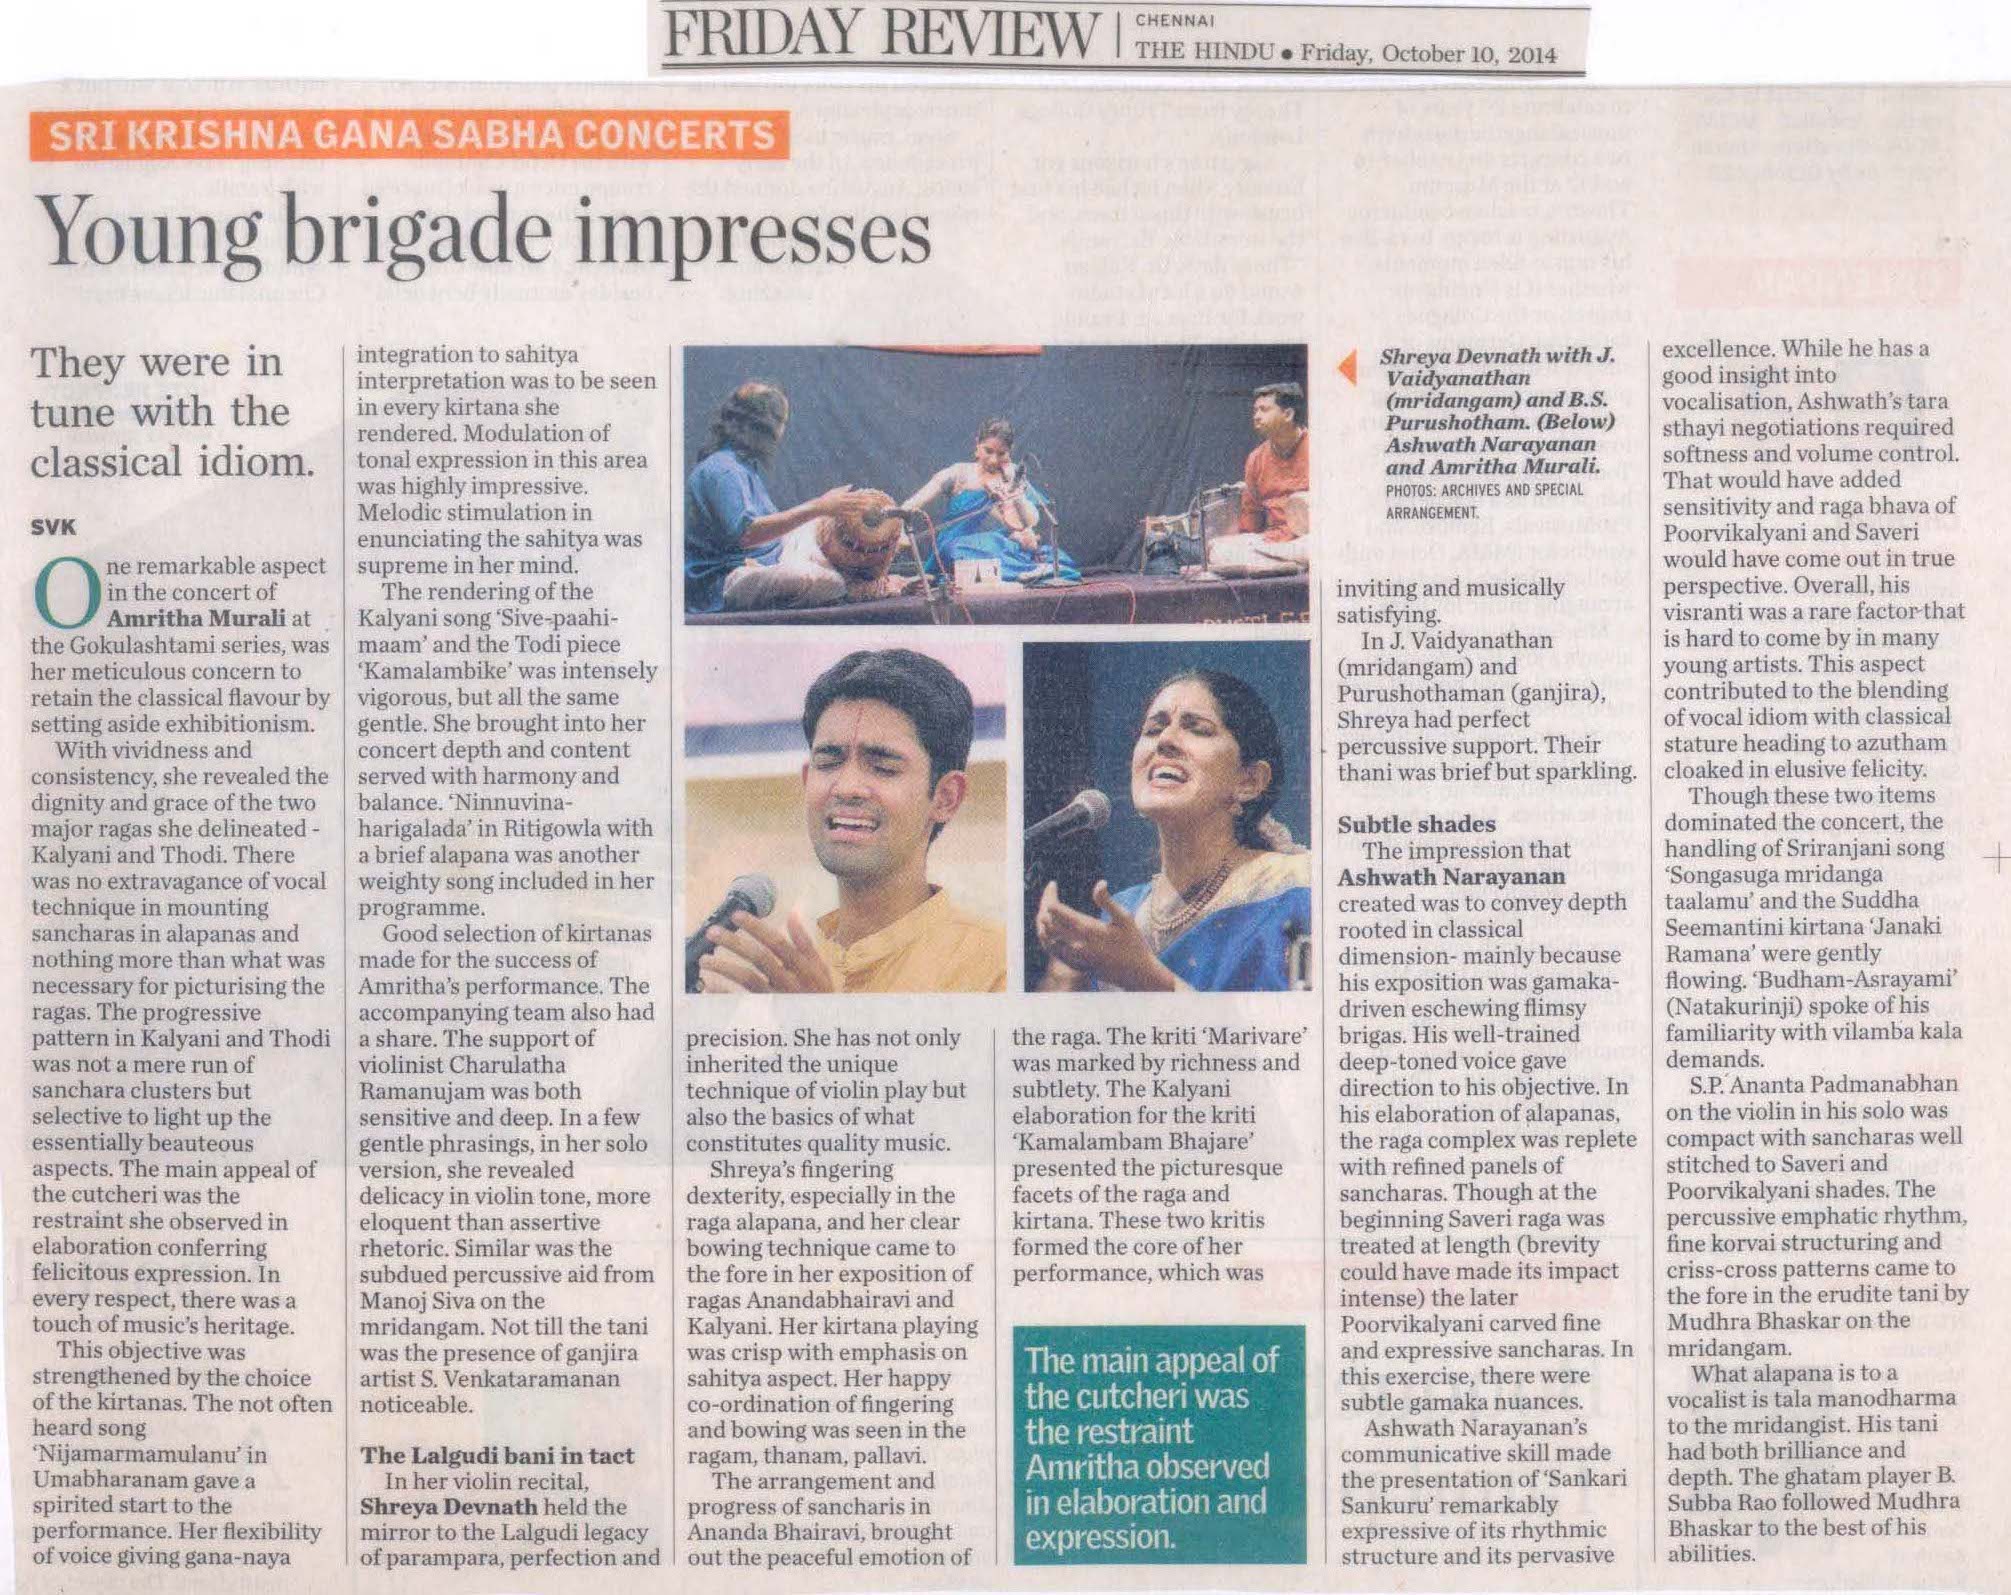 FRIDAY REVIEW
CHENNAI
THE HINDU ● Friday, October 10, 2014
SRI KRISHNA GANA SABHA CONCERTS
Young brigade impresses
They were in
tune with the
classical idiom.
SVK
One remarkable aspect
in the concert of
Amritha Murali at
the Gokulashtami series, was
her meticulous concern to
retain the classical flavour by
setting aside exhibitionism.
With vividness and
consistency, she revealed the
dignity and grace of the two
major ragas she delineated -
Kalyani and Thodi. There
was no extravagance of vocal
technique in mounting
sancharas in alapanas and
nothing more than what was
necessary for picturising the
ragas. The progressive
pattern in Kalyani and Thodi
was not a mere run of
sanchara clusters but
selective to light up the
essentially beauteous
aspects. The main appeal of
the cutcheri was the
restraint she observed in
elaboration conferring
felicitous expression. In
every respect, there was a
touch of music's heritage.
This objective was
strengthened by the choice
of the kirtanas. The not often
heard song
'Nijamarmamulanu' in
Umabharanam gave a
spirited start to the
performance. Her flexibility
of voice giving gana-naya
integration to sahitya
interpretation was to be seen
in every kirtana she
rendered. Modulation of
tonal expression in this area
was highly impressive.
Melodic stimulation in
enunciating the sahitya was
supreme in her mind.
The rendering of the
Kalyani song 'Sive-paahi-
maam' and the Todi piece
'Kamalambike' was intensely
vigorous, but all the same
gentle. She brought into her
concert depth and content
served with harmony and
balance. 'Ninnuvina-
harigalada' in Ritigowla with
a brief alapana was another
weighty song included in her
programme.
Good selection of kirtanas
made for the success of
Amritha's performance. The
accompanying team also had
a share. The support of
violinist Charulatha
Ramanujam was both
sensitive and deep. In a few
gentle phrasings, in her solo
version, she revealed
delicacy in violin tone, more
eloquent than assertive
rhetoric. Similar was the
subdued percussive aid from
Manoj Siva on the
mridangam. Not till the tani
was the presence of ganjira
artist S. Venkataramanan
noticeable.
The Lalgudi bani in tact
In her violin recital,
Shreya Devnath held the
mirror to the Lalgudi legacy
of parampara, perfection and
precision. She has not only
inherited the unique
technique of violin play but
also the basics of what
constitutes quality music.
Shreya's fingering
dexterity, especially in the
raga alapana, and her clear
bowing technique came to
the fore in her exposition of
ragas Anandabhairavi and
Kalyani. Her kirtana playing
was crisp with emphasis on
sahitya aspect. Her happy
co-ordination of fingering
and bowing was seen in the
ragam, thanam, pallavi.
The arrangement and
progress of sancharis in
Ananda Bhairavi, brought
out the peaceful emotion of
the raga. The kriti 'Marivare'
was marked by richness and
subtlety. The Kalyani
elaboration for the kriti
'Kamalambam Bhajare'
presented the picturesque
facets of the raga and
kirtana. These two kritis
formed the core of her
performance, which was
The main appeal of
the cutcheri was
the restraint
Amritha observed
in elaboration and
expression.
Shreya Devnath with J.
Vaidyanathan
(mridangam) and B.S.
Purushotham. (Below)
Ashwath Narayanan
and Amritha Murali.
PHOTOS: ARCHIVES AND SPECIAL
ARRANGEMENT.
inviting and musically
satisfying.
In J. Vaidyanathan
(mridangam) and
Purushothaman (ganjira),
Shreya had perfect
percussive support. Their
thani was brief but sparkling.
Subtle shades
The impression that
Ashwath Narayanan
created was to convey depth
rooted in classical
dimension- mainly because
his exposition was gamaka-
driven eschewing flimsy
brigas. His well-trained
deep-toned voice gave
direction to his objective. In
his elaboration of alapanas,
the raga complex was replete
with refined panels of
sancharas. Though at the
beginning Saveri raga was
treated at length (brevity
could have made its impact
intense) the later
Poorvikalyani carved fine
and expressive sancharas. In
this exercise, there were
subtle gamaka nuances.
Ashwath Narayanan's
communicative skill made
the presentation of 'Sankari
Sankuru' remarkably
expressive of its rhythmic
structure and its pervasive
excellence. While he has a
good insight into
vocalisation, Ashwath's tara
sthayi negotiations required
softness and volume control.
That would have added
sensitivity and raga bhava of
Poorvikalyani and Saveri
would have come out in true
perspective. Overall, his
visranti was a rare factor that
is hard to come by in many
young artists. This aspect
contributed to the blending
of vocal idiom with classical
stature heading to azutham
cloaked in elusive felicity.
Though these two items
dominated the concert, the
handling of Sriranjani song
'Songasuga mridanga
taalamu' and the Suddha
Seemantini kirtana 'Janaki
Ramana' were gently
flowing. 'Budham-Asrayami'
(Natakurinji) spoke of his
familiarity with vilamba kala
demands.
S.P. Ananta Padmanabhan
on the violin in his solo was
compact with sancharas well
stitched to Saveri and
Poorvikalyani shades. The
percussive emphatic rhythm,
fine korvai structuring and
criss-cross patterns came to
the fore in the erudite tani by
Mudhra Bhaskar on the
mridangam.
What alapana is to a
vocalist is tala manodharma
to the mridangist. His tani
had both brilliance and
depth. The ghatam player B.
Subba Rao followed Mudhra
Bhaskar to the best of his
abilities.